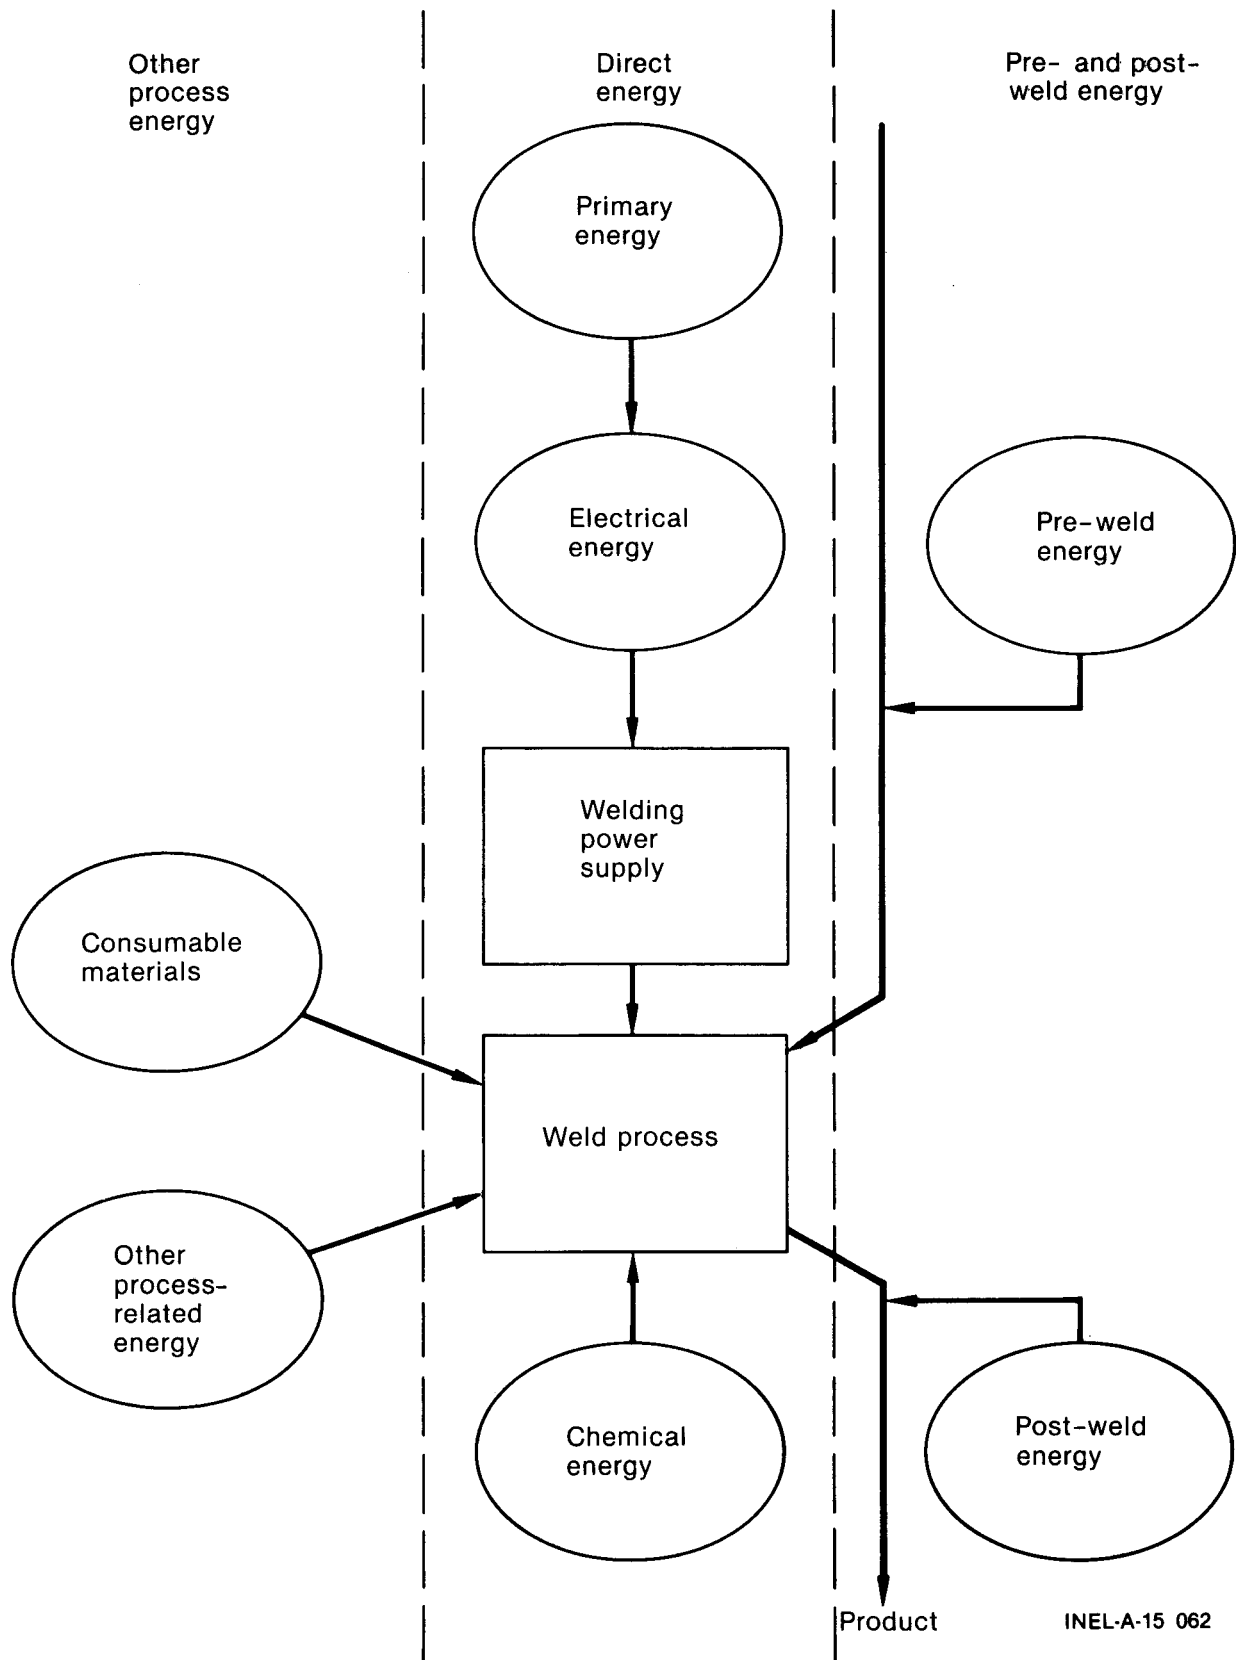 Other
process
energy
Direct
energy
Pre- and post-
weld energy
Primary
energy
Electrical
energy
Pre-weld
energy
Welding
power
supply
Consumable
materials
Weld process
Other
process-
related
energy
Chemical
energy
Post-weld
energy
Product
INEL-A-15 062